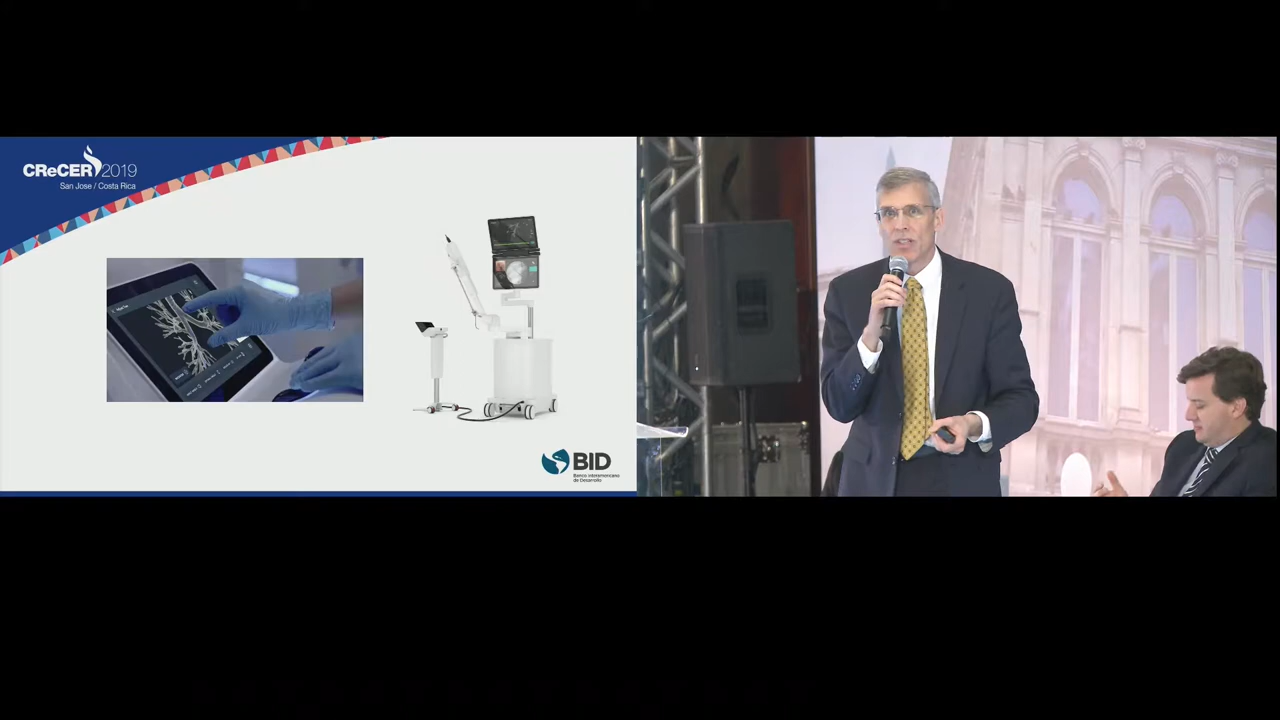 CReCER 2019
San Jose / Costa Rica
BID
Banco Interamericano
de Desarrollo